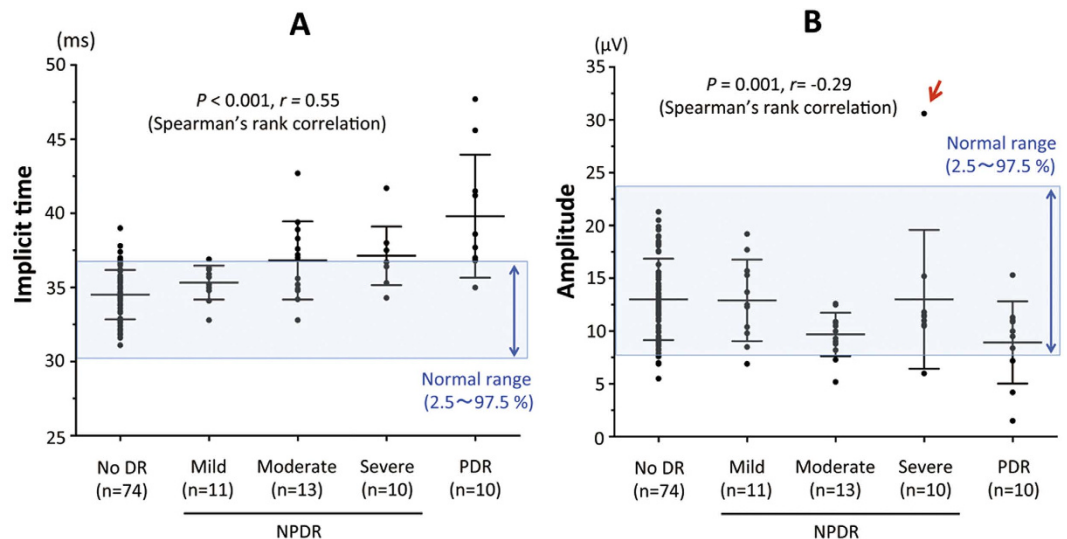 A
(ms)
50
45
40
35
30
25
Implicit time
P < 0.001, r = 0.55
(Spearman's rank correlation)
Normal range
(2.5～97.5 %)
No DR
(n=74)
Mild
(n=11)
Moderate
(n=13)
Severe
(n=10)
PDR
(n=10)
NPDR
B
(μV)
35
30
25
20
15
10
5
0
Amplitude
P = 0.001, r= -0.29
(Spearman's rank correlation)
Normal range
(2.5～97.5 %)
No DR
(n=74)
Mild
(n=11)
Moderate
(n=13)
Severe
(n=10)
PDR
(n=10)
NPDR